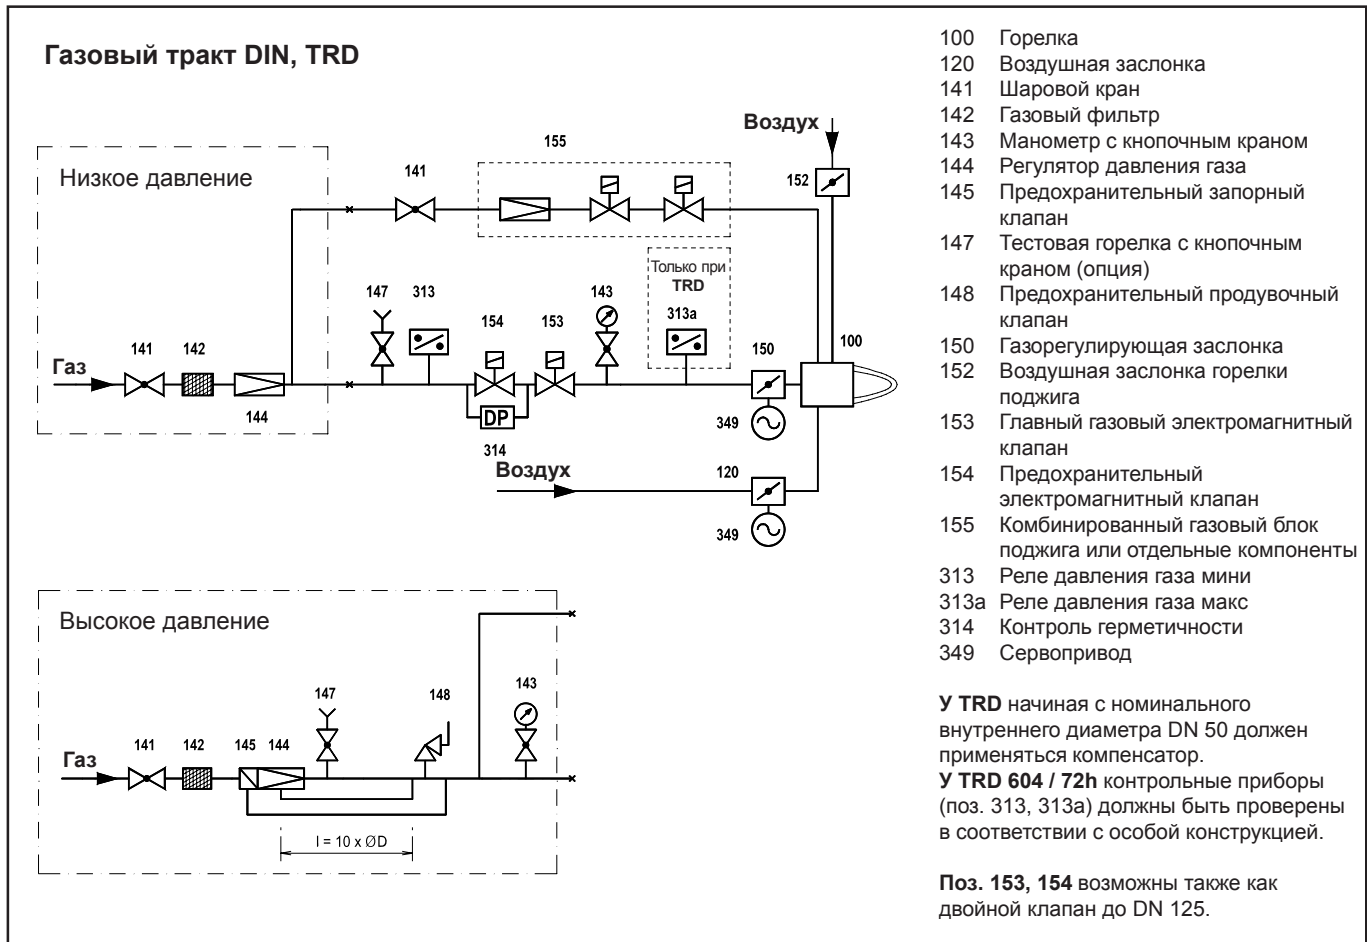 Газовый тракт DIN, TRD
Низкое давление
Газ
141
142
144
141
155
Воздух
152
Только при
TRD
147
313
154
153
143
313a
150
100
DP
314
349
Воздух
120
349
Высокое давление
Газ
141
142
145
144
147
148
143
l = 10 x ØD
100 Горелка
120 Воздушная заслонка
141 Шаровой кран
142 Газовый фильтр
143 Манометр с кнопочным краном
144 Регулятор давления газа
145 Предохранительный запорный
клапан
147 Тестовая горелка с кнопочным
краном (опция)
148 Предохранительный продувочный
клапан
150 Газорегулирующая заслонка
152 Воздушная заслонка горелки
поджига
153 Главный газовый электромагнитный
клапан
154 Предохранительный
электромагнитный клапан
155 Комбинированный газовый блок
поджига или отдельные компоненты
313 Реле давления газа мини
313a Реле давления газа макс
314 Контроль герметичности
349 Сервопривод
У TRD начиная с номинального
внутреннего диаметра DN 50 должен
применяться компенсатор.
У TRD 604 / 72h контрольные приборы
(поз. 313, 313a) должны быть проверены
в соответствии с особой конструкцией.
Поз. 153, 154 возможны также как
двойной клапан до DN 125.